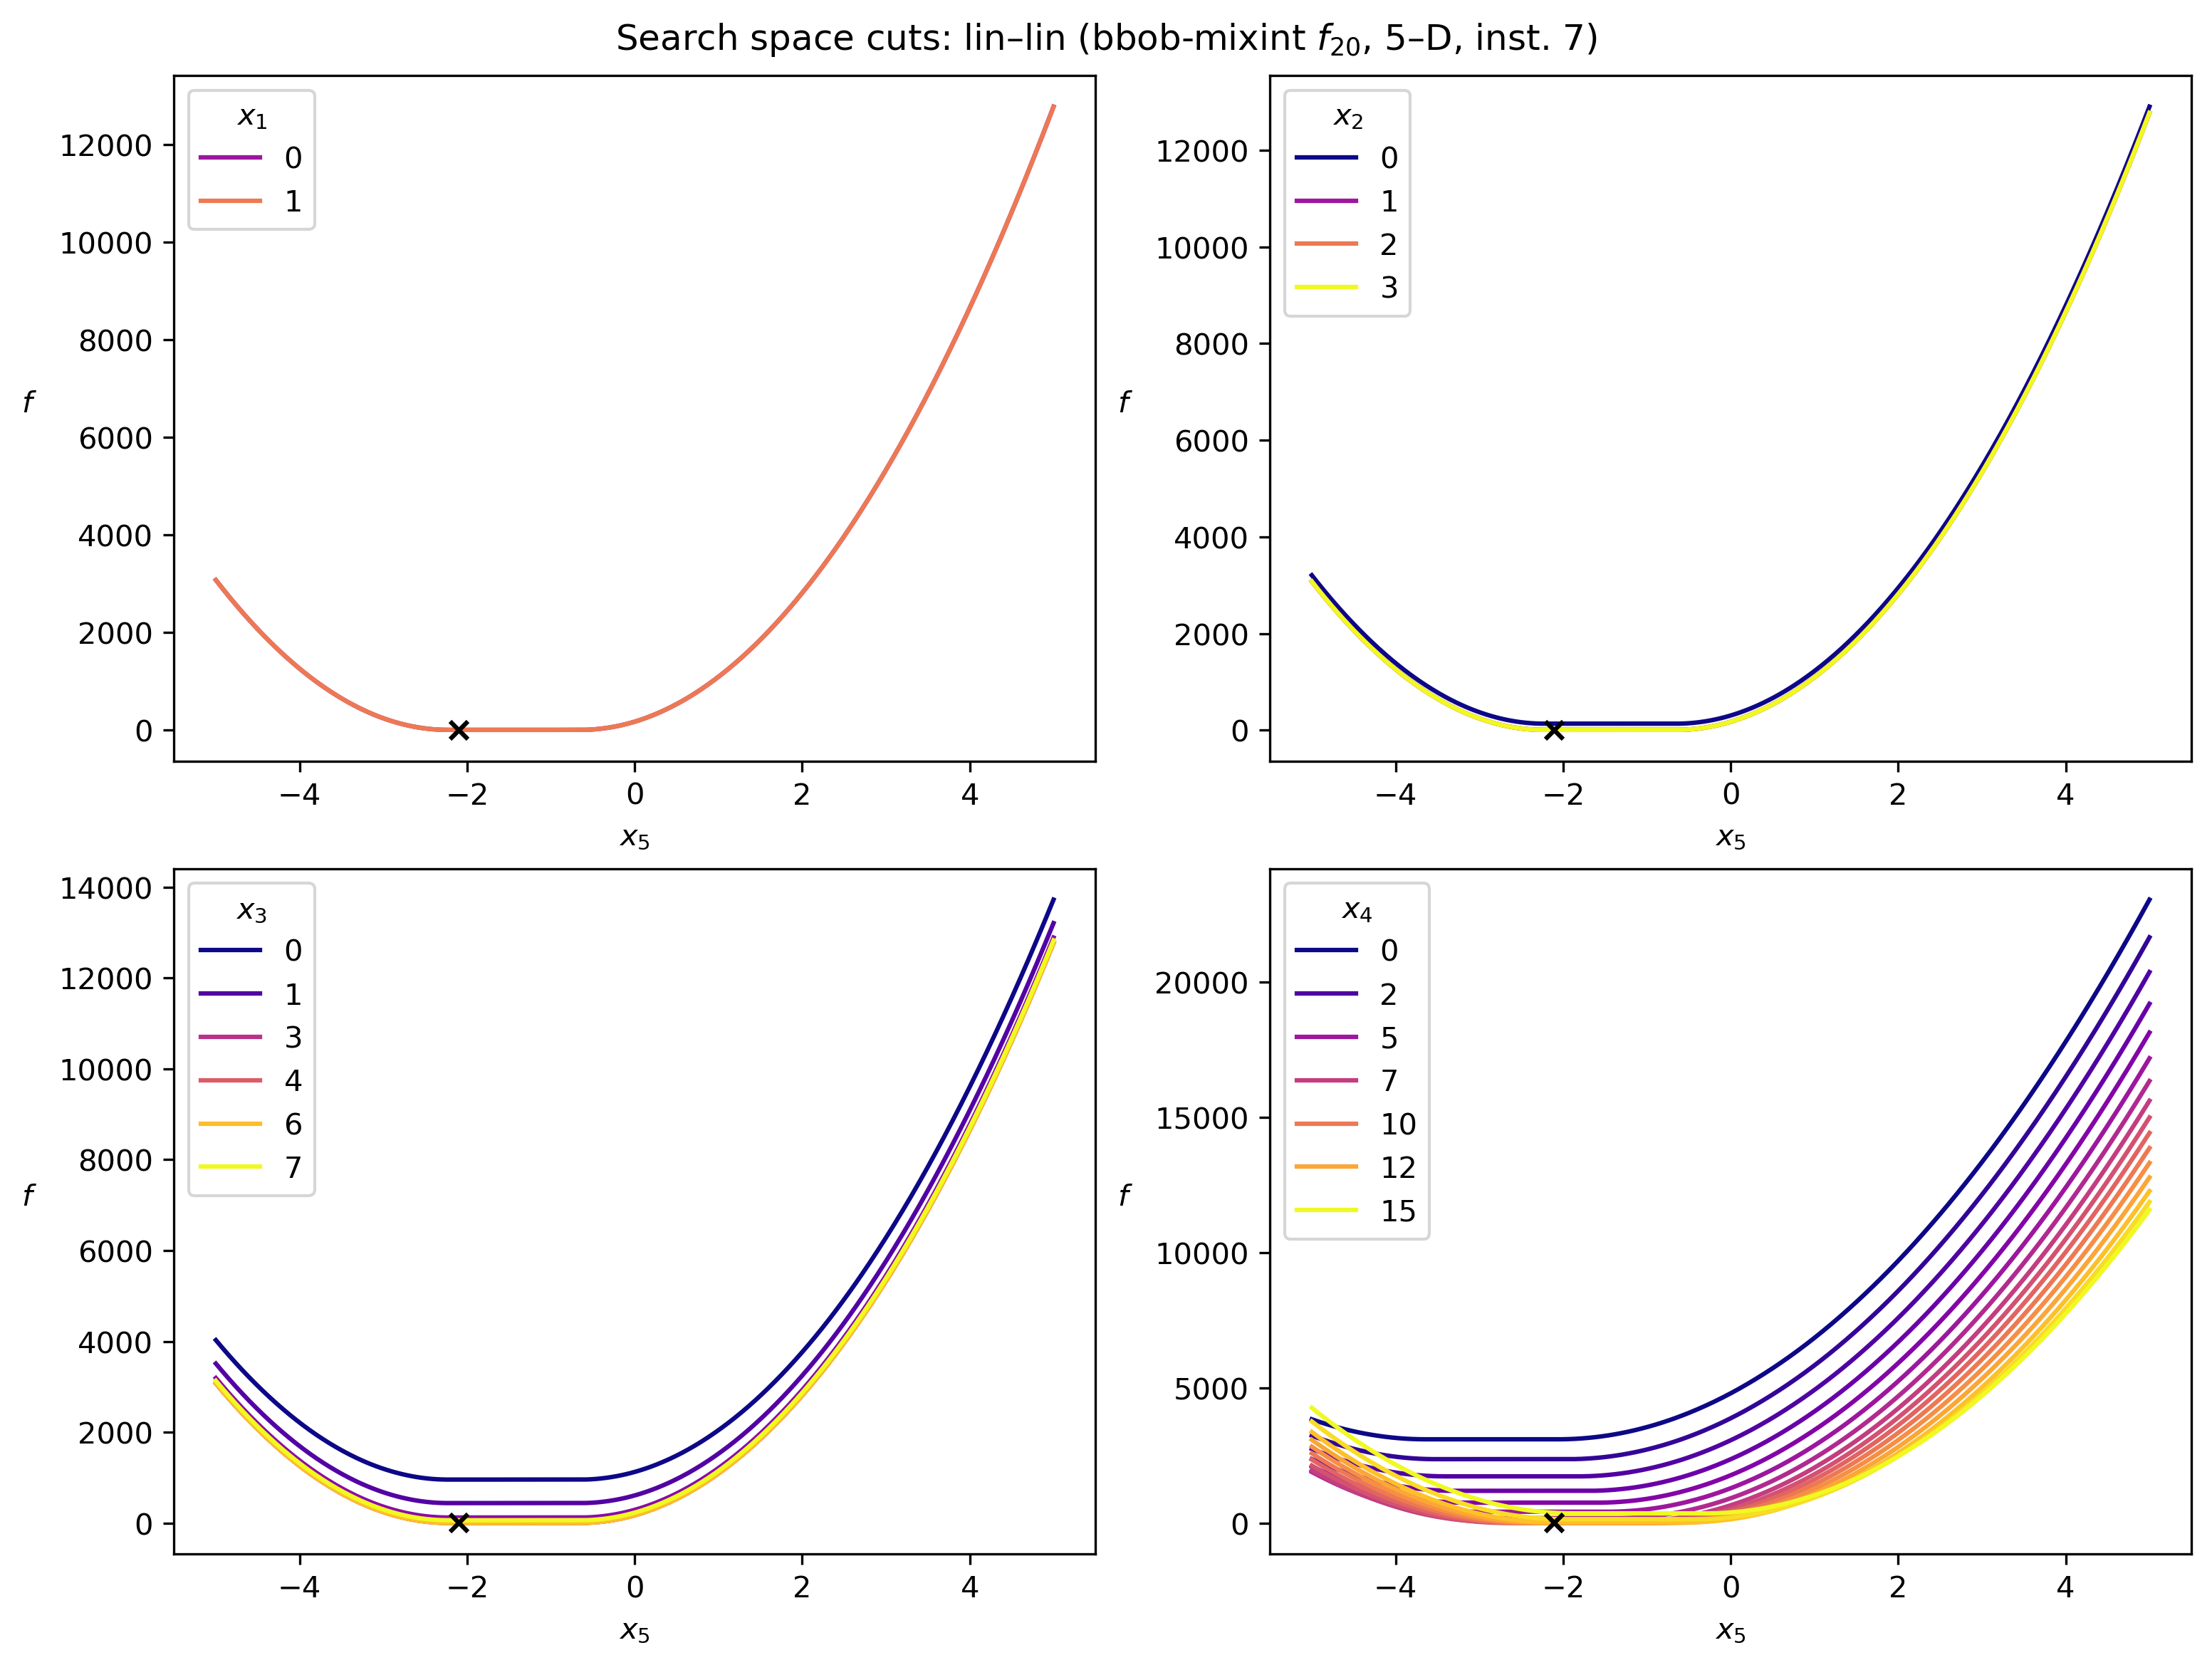 Search space cuts: lin–lin (bbob-mixint f20, 5–D, inst. 7)
x1
0
1
12000
10000
8000
6000
4000
2000
0
f
−4 −2 0 2 4
x5
x2
0
1
2
3
12000
10000
8000
6000
4000
2000
0
f
−4 −2 0 2 4
x5
x3
0
1
3
4
6
7
14000
12000
10000
8000
6000
4000
2000
0
f
−4 −2 0 2 4
x5
x4
0
2
5
7
10
12
15
20000
15000
10000
5000
0
f
−4 −2 0 2 4
x5